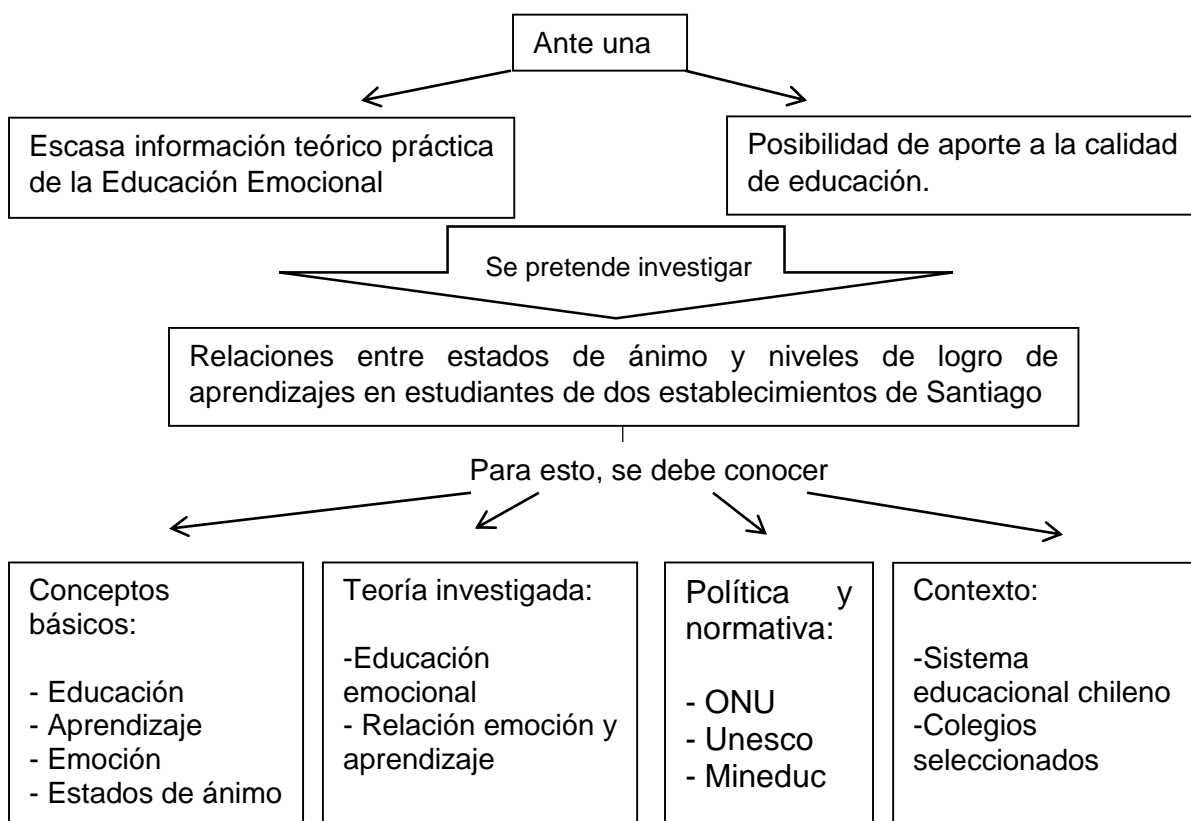 Ante una
Escasa información teórico práctica
de la Educación Emocional
Posibilidad de aporte a la calidad
de educación.
Se pretende investigar
Relaciones entre estados de ánimo y niveles de logro de
aprendizajes en estudiantes de dos establecimientos de Santiago
Para esto, se debe conocer
Conceptos
básicos:
- Educación
- Aprendizaje
- Emoción
- Estados de ánimo
Teoría investigada:
-Educación
emocional
- Relación emoción y
aprendizaje
Política y
normativa:
- ONU
- Unesco
- Mineduc
Contexto:
-Sistema
educacional chileno
-Colegios
seleccionados